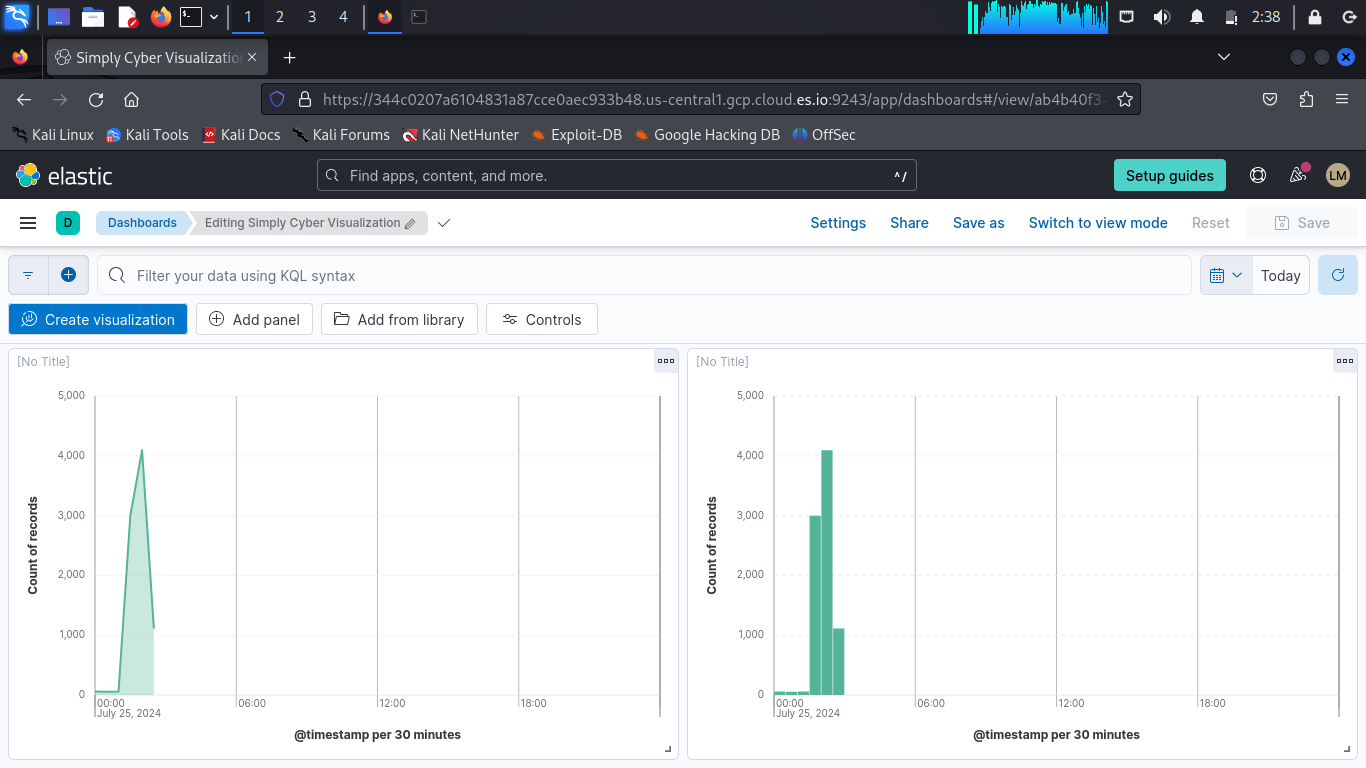 1 2 3 4 2:38
Simply Cyber Visualization
https://344c0207a6104831a87cce0aec933b48.us-central1.gcp.cloud.es.io:9243/app/dashboards#/view/ab4b40f3-
Kali Linux Kali Tools Kali Docs Kali Forums Kali NetHunter Exploit-DB Google Hacking DB OffSec
elastic Find apps, content, and more. ^/ Setup guides LM
D Dashboards Editing Simply Cyber Visualization Settings Share Save as Switch to view mode Reset Save
Filter your data using KQL syntax Today
Create visualization Add panel Add from library Controls
[No Title]
5,000
4,000
3,000
2,000
1,000
0
Count of records
00:00 06:00 12:00 18:00
July 25, 2024
@timestamp per 30 minutes
[No Title]
5,000
4,000
3,000
2,000
1,000
0
Count of records
00:00 06:00 12:00 18:00
July 25, 2024
@timestamp per 30 minutes